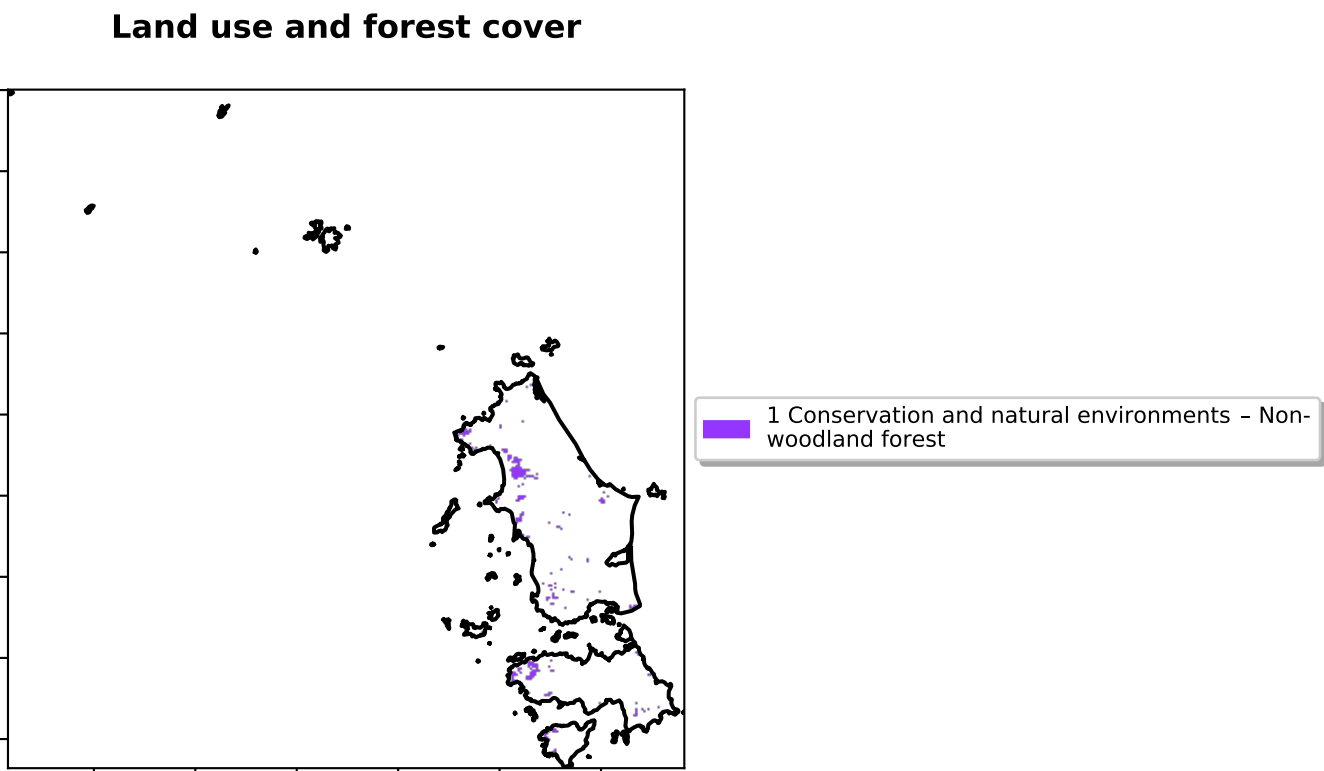 Land use and forest cover
1 Conservation and natural environments – Non-
woodland forest